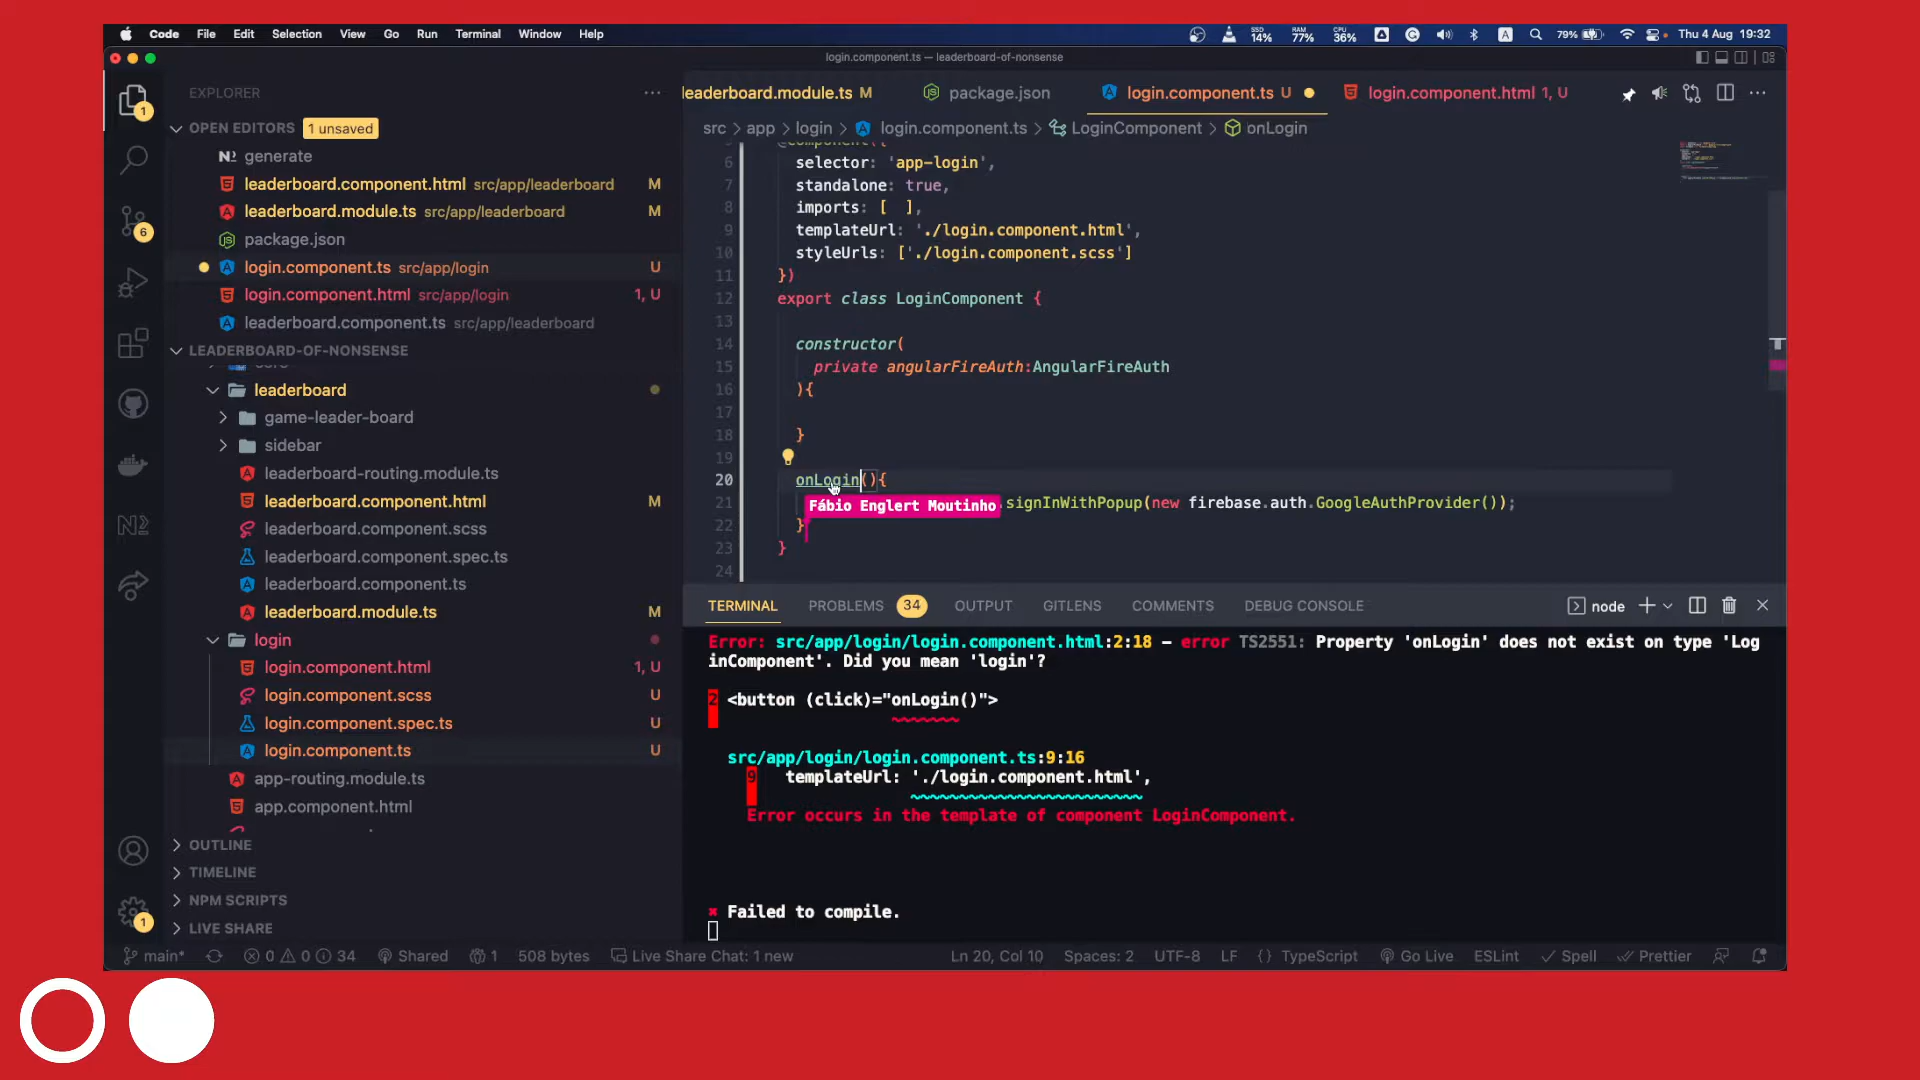 Code File Edit Selection View Go Run Terminal Window Help
SSD 14% RAM 77% CPU 36% A 79% Thu 4 Aug 19:32
login.component.ts — leaderboard-of-nonsense
EXPLORER
OPEN EDITORS 1 unsaved
generate
leaderboard.component.html src/app/leaderboard M
leaderboard.module.ts src/app/leaderboard M
package.json
login.component.ts src/app/login U
login.component.html src/app/login 1, U
leaderboard.component.ts src/app/leaderboard
LEADERBOARD-OF-NONSENSE
leaderboard
game-leader-board
sidebar
leaderboard-routing.module.ts
leaderboard.component.html M
leaderboard.component.scss
leaderboard.component.spec.ts
leaderboard.component.ts
leaderboard.module.ts M
login
login.component.html 1, U
login.component.scss U
login.component.spec.ts U
login.component.ts U
app-routing.module.ts
app.component.html
OUTLINE
TIMELINE
NPM SCRIPTS
LIVE SHARE
1
6
1
leaderboard.module.ts M package.json login.component.ts U login.component.html 1, U
src > app > login > login.component.ts > LoginComponent > onLogin
@Component({
6 selector: 'app-login',
7 standalone: true,
8 imports: [ ],
9 templateUrl: './login.component.html',
10 styleUrls: ['./login.component.scss']
11 })
12 export class LoginComponent {
13
14 constructor(
15 private angularFireAuth:AngularFireAuth
16 ){
17
18 }
19
20 onLogin(){
21 Fábio Englert Moutinho signInWithPopup(new firebase.auth.GoogleAuthProvider());
22 }
23 }
24
TERMINAL PROBLEMS 34 OUTPUT GITLENS COMMENTS DEBUG CONSOLE node
Error: src/app/login/login.component.html:2:18 – error TS2551: Property 'onLogin' does not exist on type 'Log
inComponent'. Did you mean 'login'?
2 <button (click)="onLogin()">
src/app/login/login.component.ts:9:16
9 templateUrl: './login.component.html',
Error occurs in the template of component LoginComponent.
Failed to compile.
main* 0 0 34 Shared 1 508 bytes Live Share Chat: 1 new Ln 20, Col 10 Spaces: 2 UTF-8 LF {} TypeScript Go Live ESLint Spell Prettier